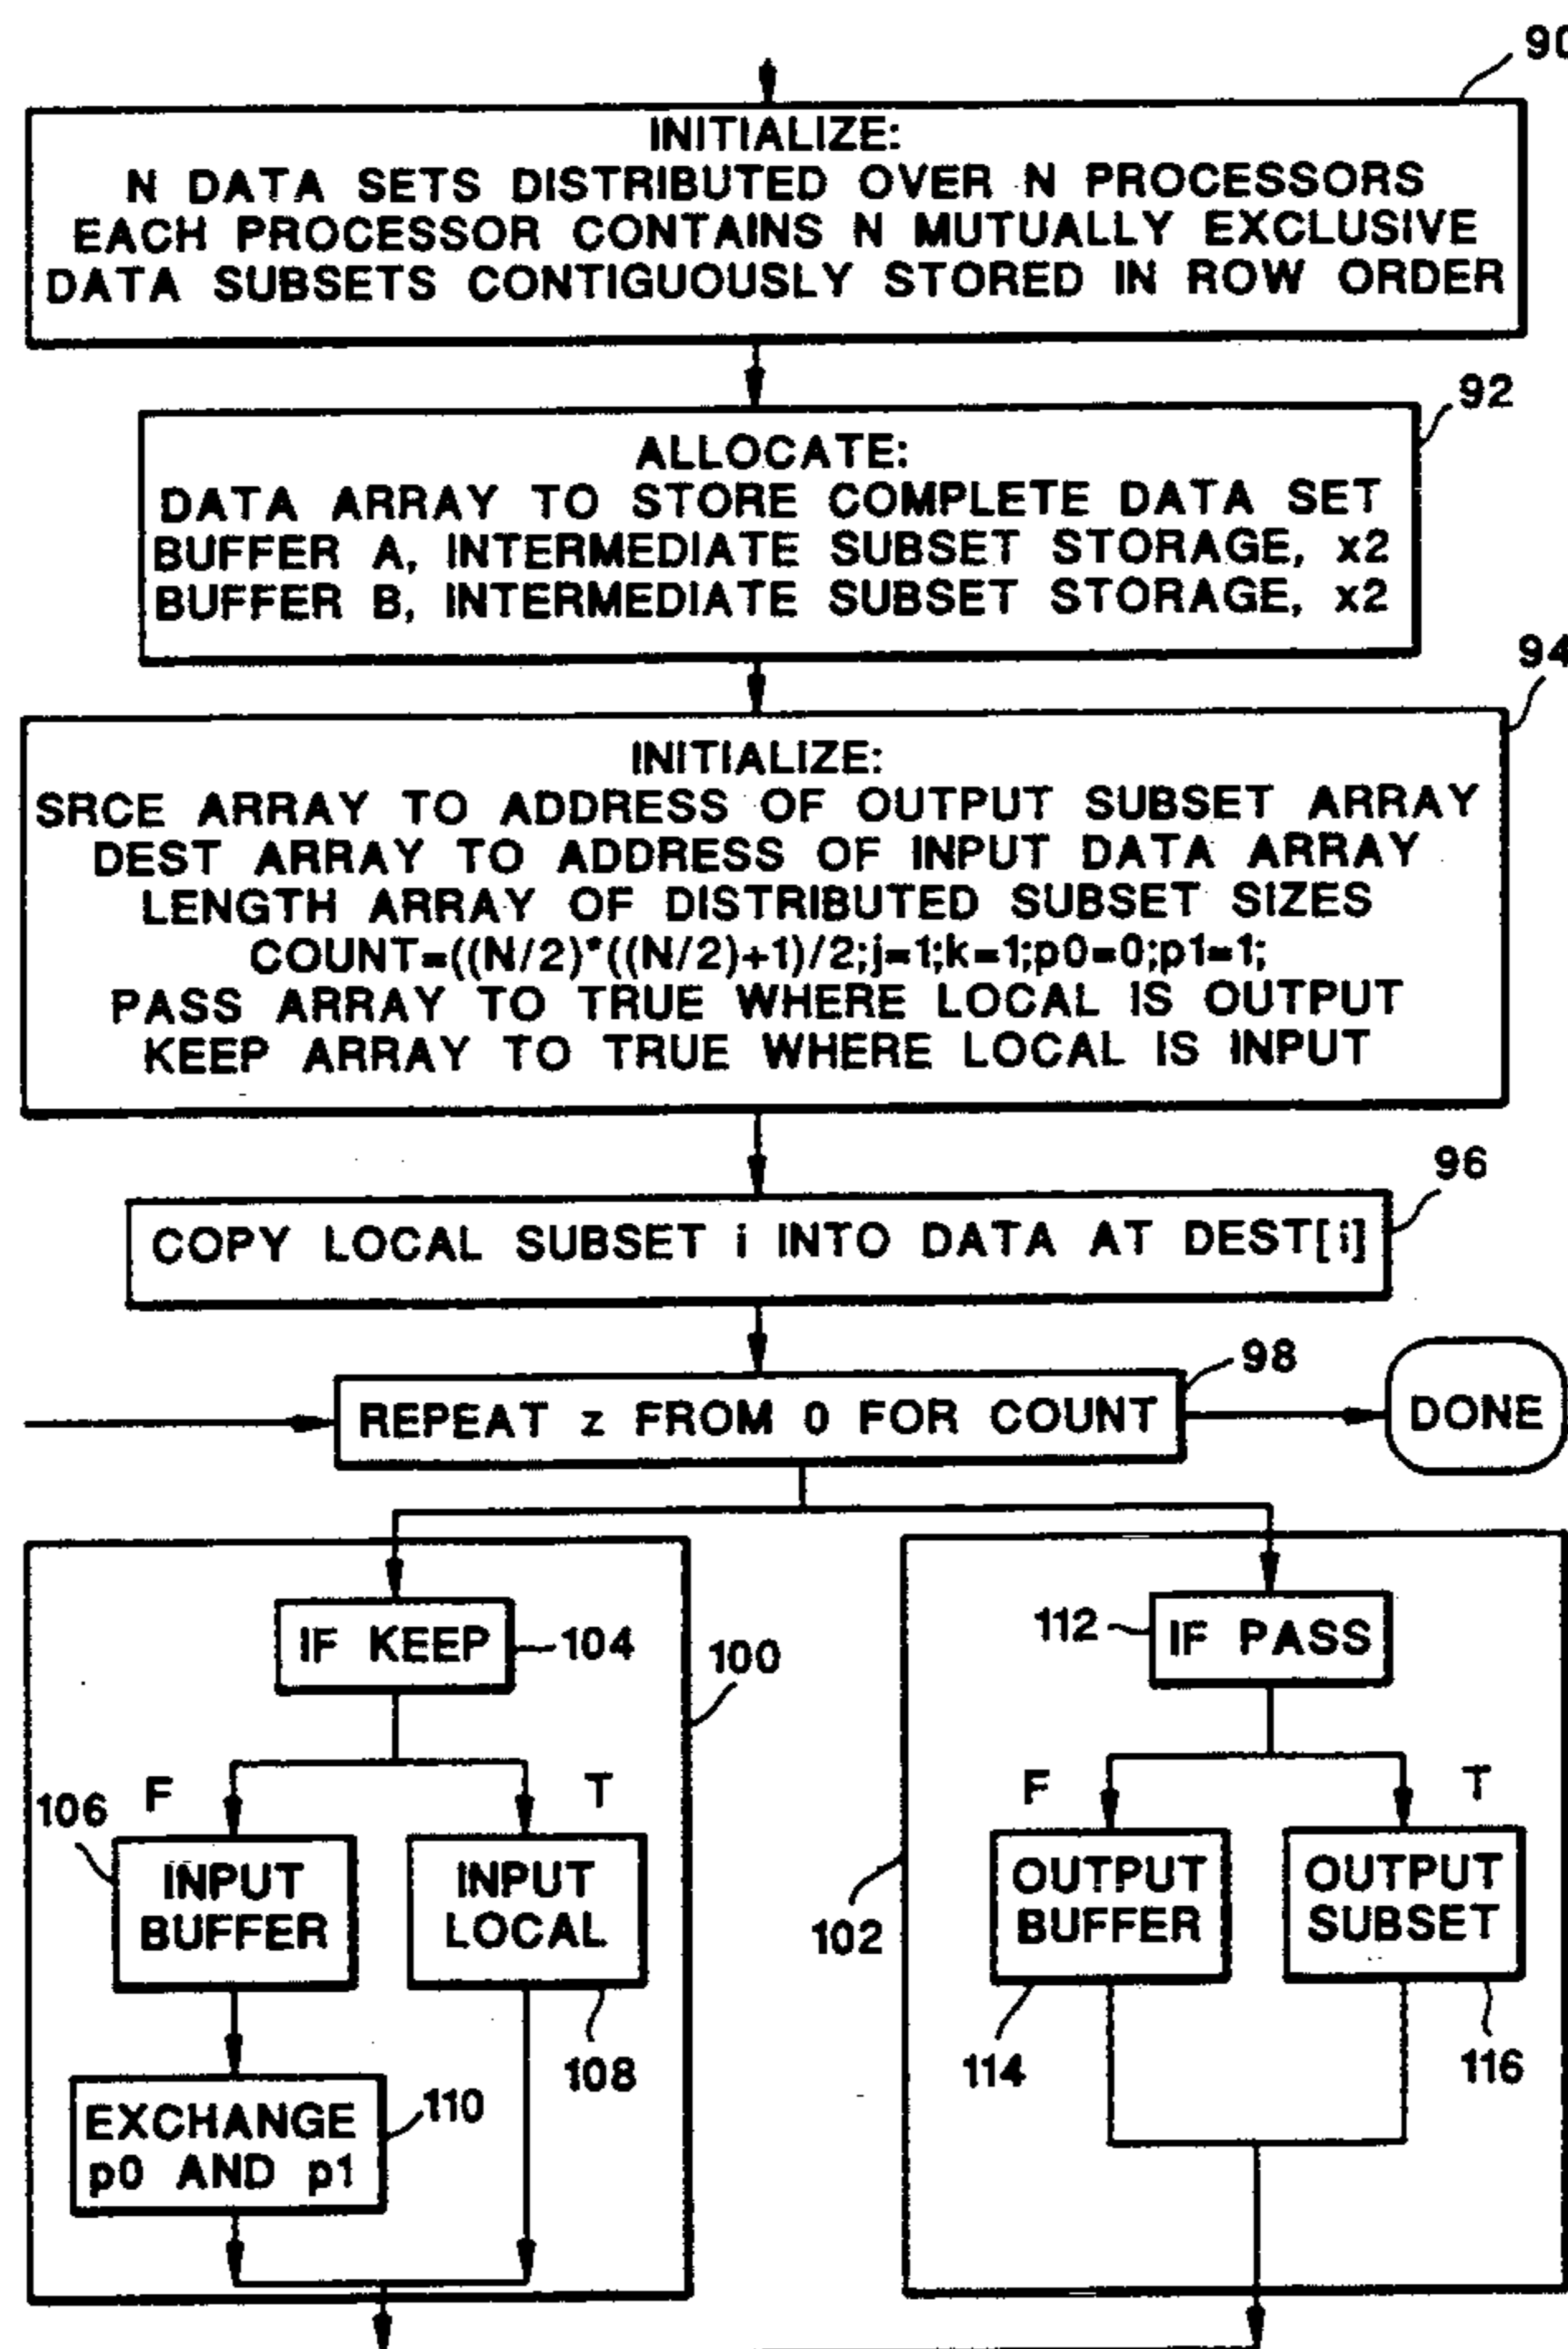 90
INITIALIZE:
N DATA SETS DISTRIBUTED OVER N PROCESSORS
EACH PROCESSOR CONTAINS N MUTUALLY EXCLUSIVE
DATA SUBSETS CONTIGUOUSLY STORED IN ROW ORDER
92
ALLOCATE:
DATA ARRAY TO STORE COMPLETE DATA SET
BUFFER A, INTERMEDIATE SUBSET STORAGE, x2
BUFFER B, INTERMEDIATE SUBSET STORAGE, x2
94
INITIALIZE:
SRCE ARRAY TO ADDRESS OF OUTPUT SUBSET ARRAY
DEST ARRAY TO ADDRESS OF INPUT DATA ARRAY
LENGTH ARRAY OF DISTRIBUTED SUBSET SIZES
COUNT=((N/2)*((N/2)+1)/2;j=1;k=1;p0=0;p1=1;
PASS ARRAY TO TRUE WHERE LOCAL IS OUTPUT
KEEP ARRAY TO TRUE WHERE LOCAL IS INPUT
96
COPY LOCAL SUBSET i INTO DATA AT DEST[i]
98
REPEAT z FROM 0 FOR COUNT
DONE
IF KEEP
104
100
F
T
106
INPUT
BUFFER
INPUT
LOCAL
108
EXCHANGE
p0 AND p1
110
112
IF PASS
F
T
102
OUTPUT
BUFFER
OUTPUT
SUBSET
114
116